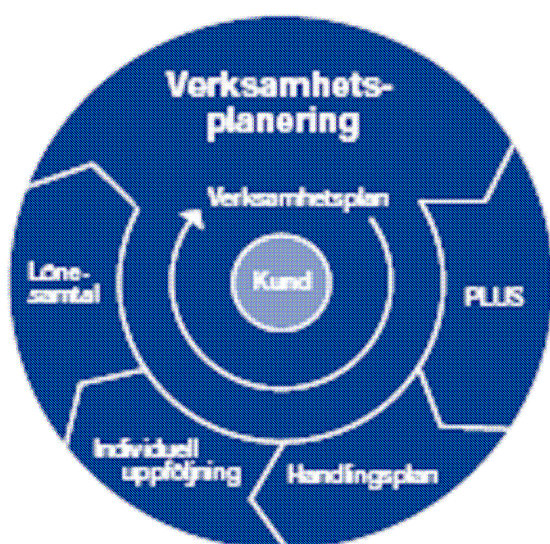 Verksamhets-
planering
Verksamhetsplan
Kund
Löne-
samtal
PLUS
Individuell
uppföljning
Handlingsplan